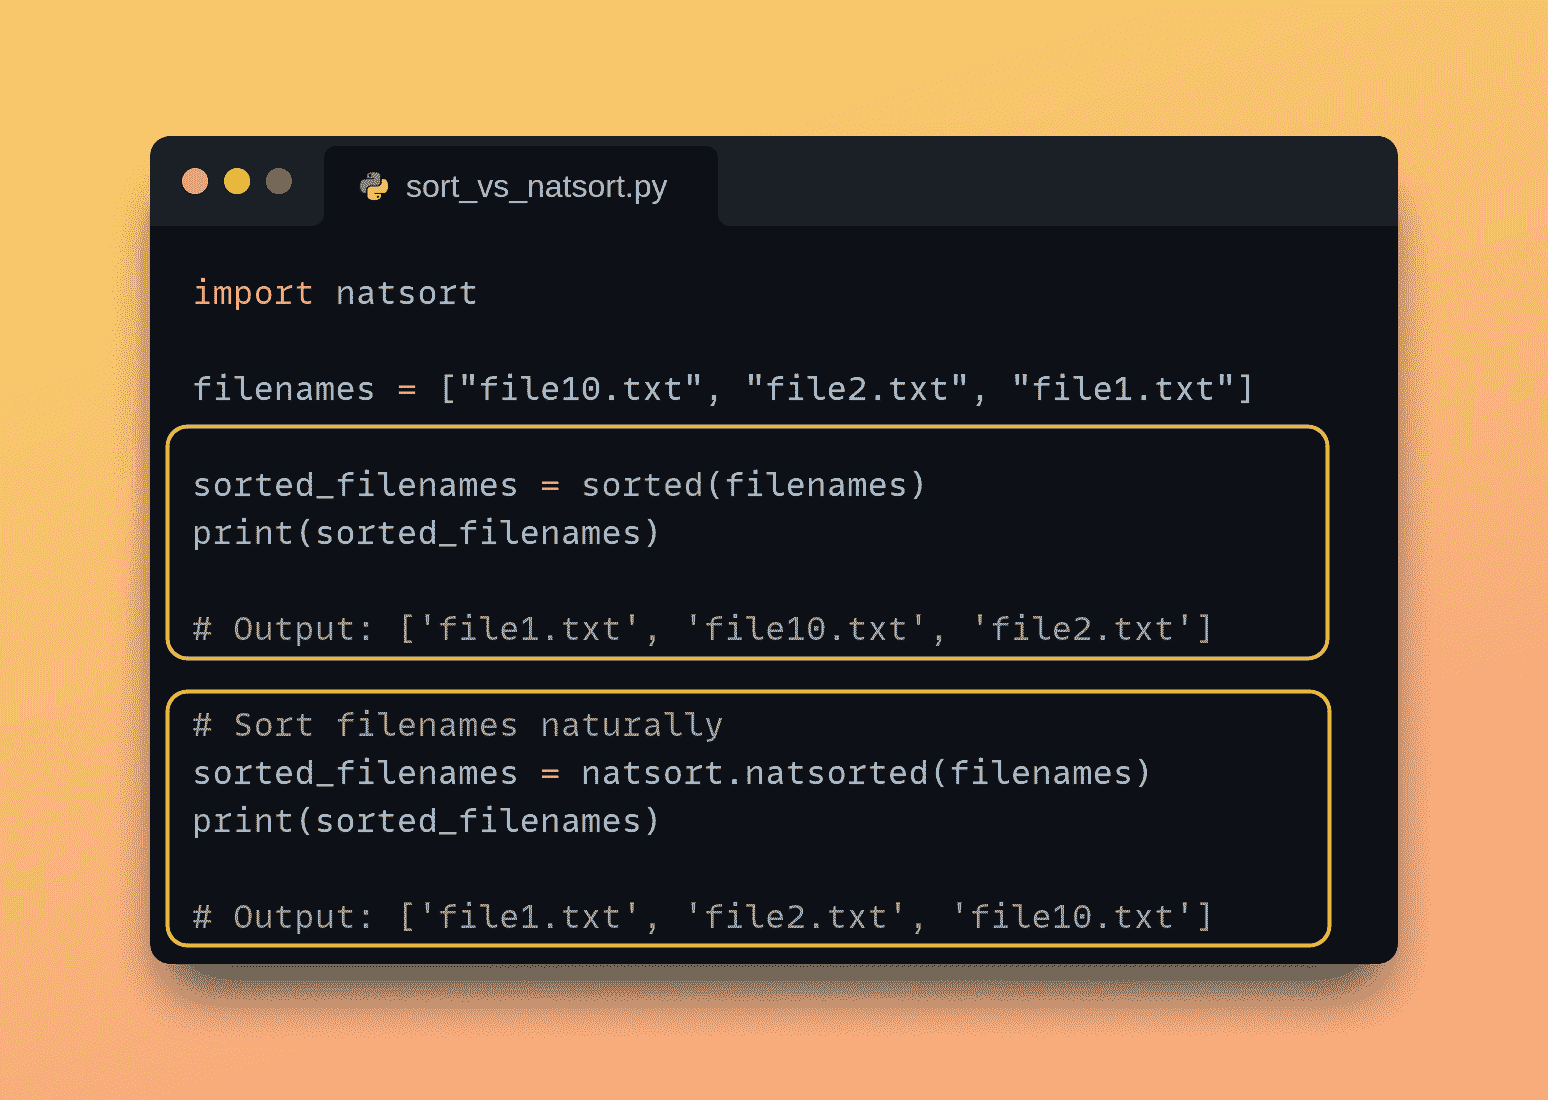 sort_vs_natsort.py
import natsort
filenames = ["file10.txt", "file2.txt", "file1.txt"]
sorted_filenames = sorted(filenames)
print(sorted_filenames)
# Output: ['file1.txt', 'file10.txt', 'file2.txt']
# Sort filenames naturally
sorted_filenames = natsort.natsorted(filenames)
print(sorted_filenames)
# Output: ['file1.txt', 'file2.txt', 'file10.txt']